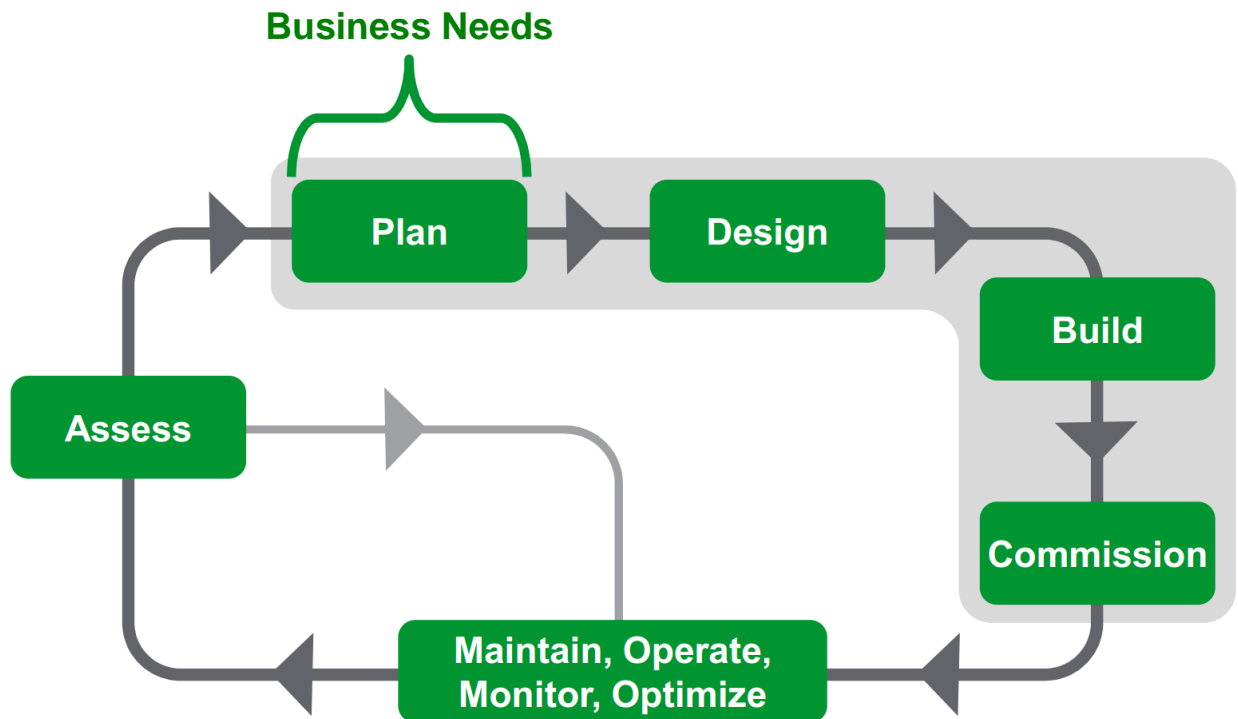 Business Needs
Plan
Design
Build
Assess
Commission
Maintain, Operate,
Monitor, Optimize